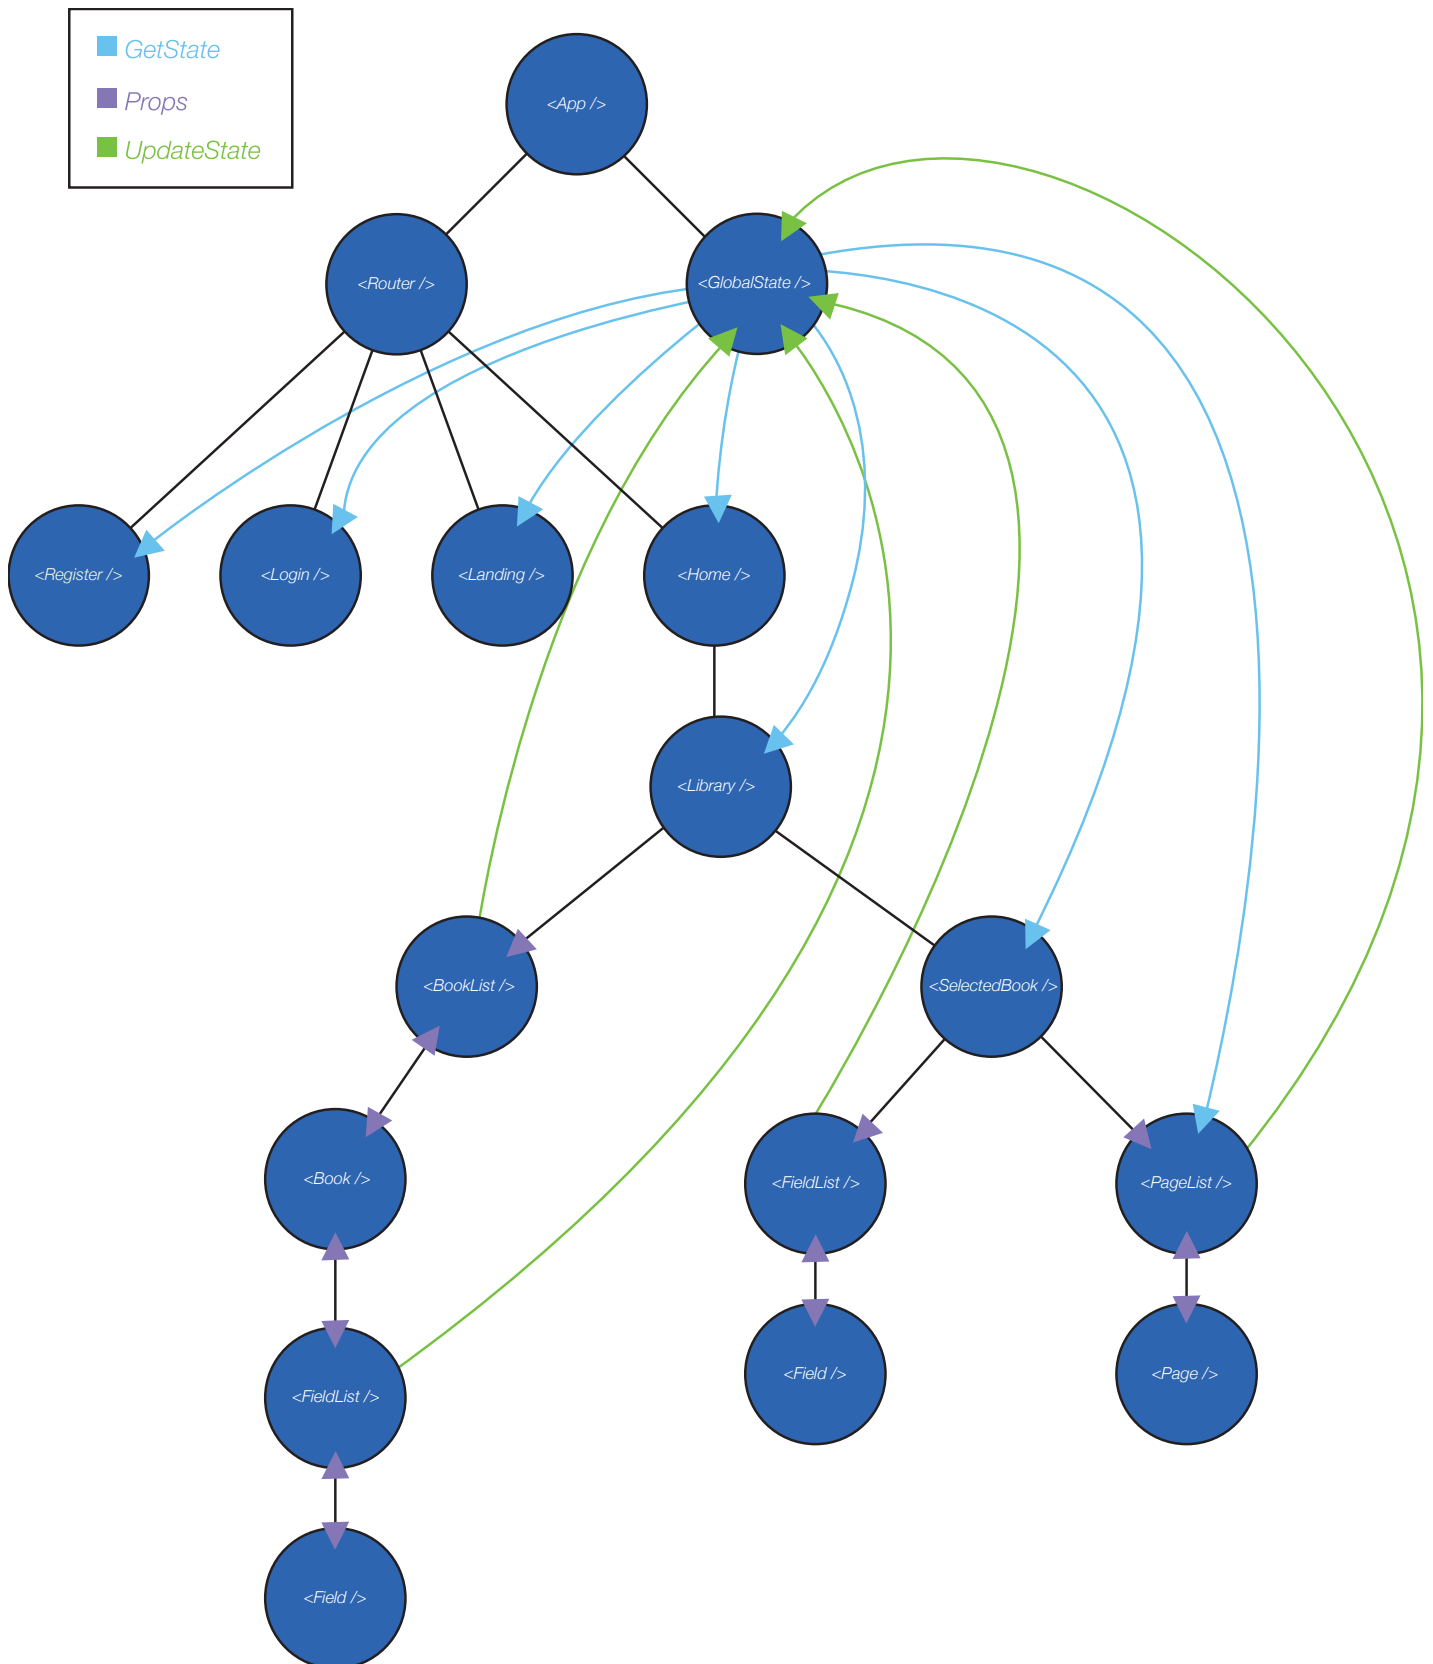 GetState
Props
UpdateState
<App />
<Router />
<GlobalState />
<Register />
<Login />
<Landing />
<Home />
<Library />
<BookList />
<SelectedBook />
<Book />
<FieldList />
<PageList />
<Field />
<Page />
<FieldList />
<Field />